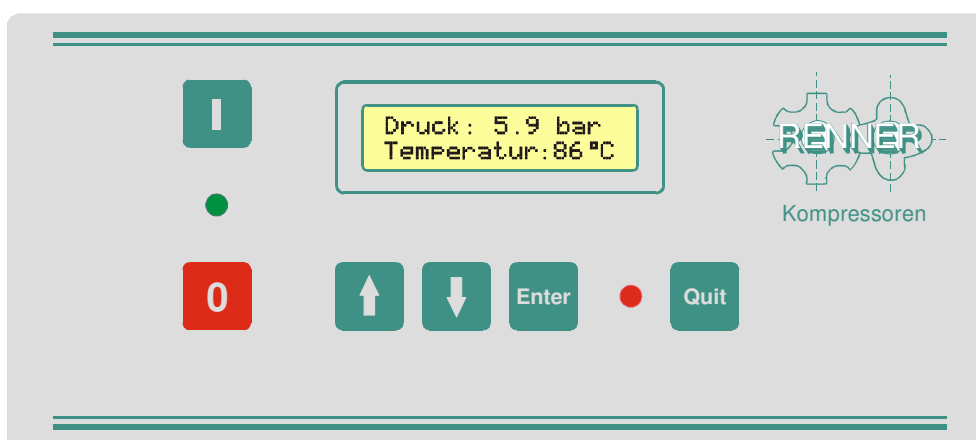 I
Druck: 5.9 bar
Temperatur:86°C
RENNER
Kompressoren
0
Enter
Quit